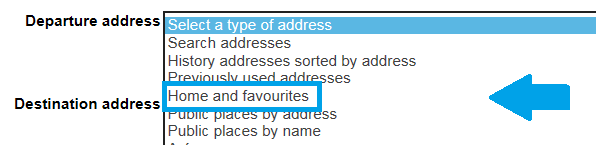 Departure address
Select a type of address
Search addresses
History addresses sorted by address
Previously used addresses
Destination address
Home and favourites
Public places by address
Public places by name